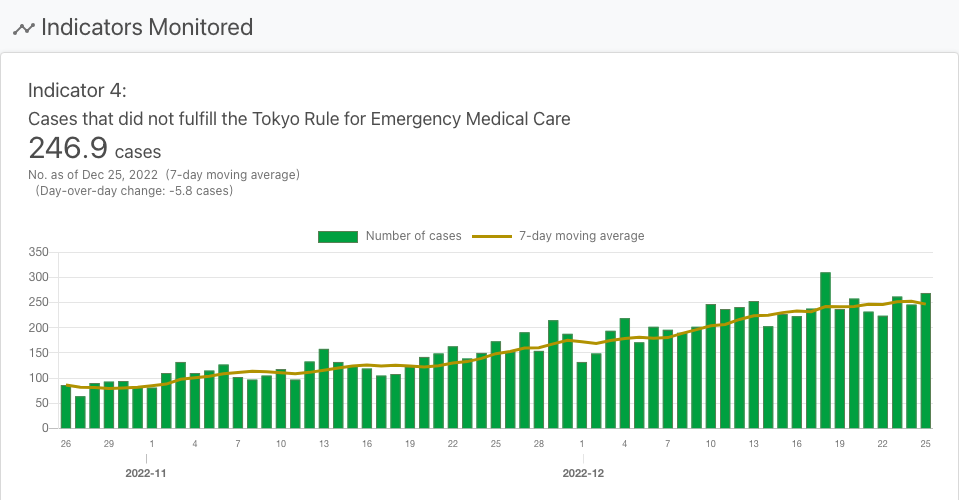 Indicators Monitored
Indicator 4:
Cases that did not fulfill the Tokyo Rule for Emergency Medical Care
246.9 cases
No. as of Dec 25, 2022 (7-day moving average)
(Day-over-day change: -5.8 cases)
Number of cases 7-day moving average
350
300
250
200
150
100
50
0
26 29 1 4 7 10 13 16 19 22 25 28 1 4 7 10 13 16 19 22 25
2022-11 2022-12